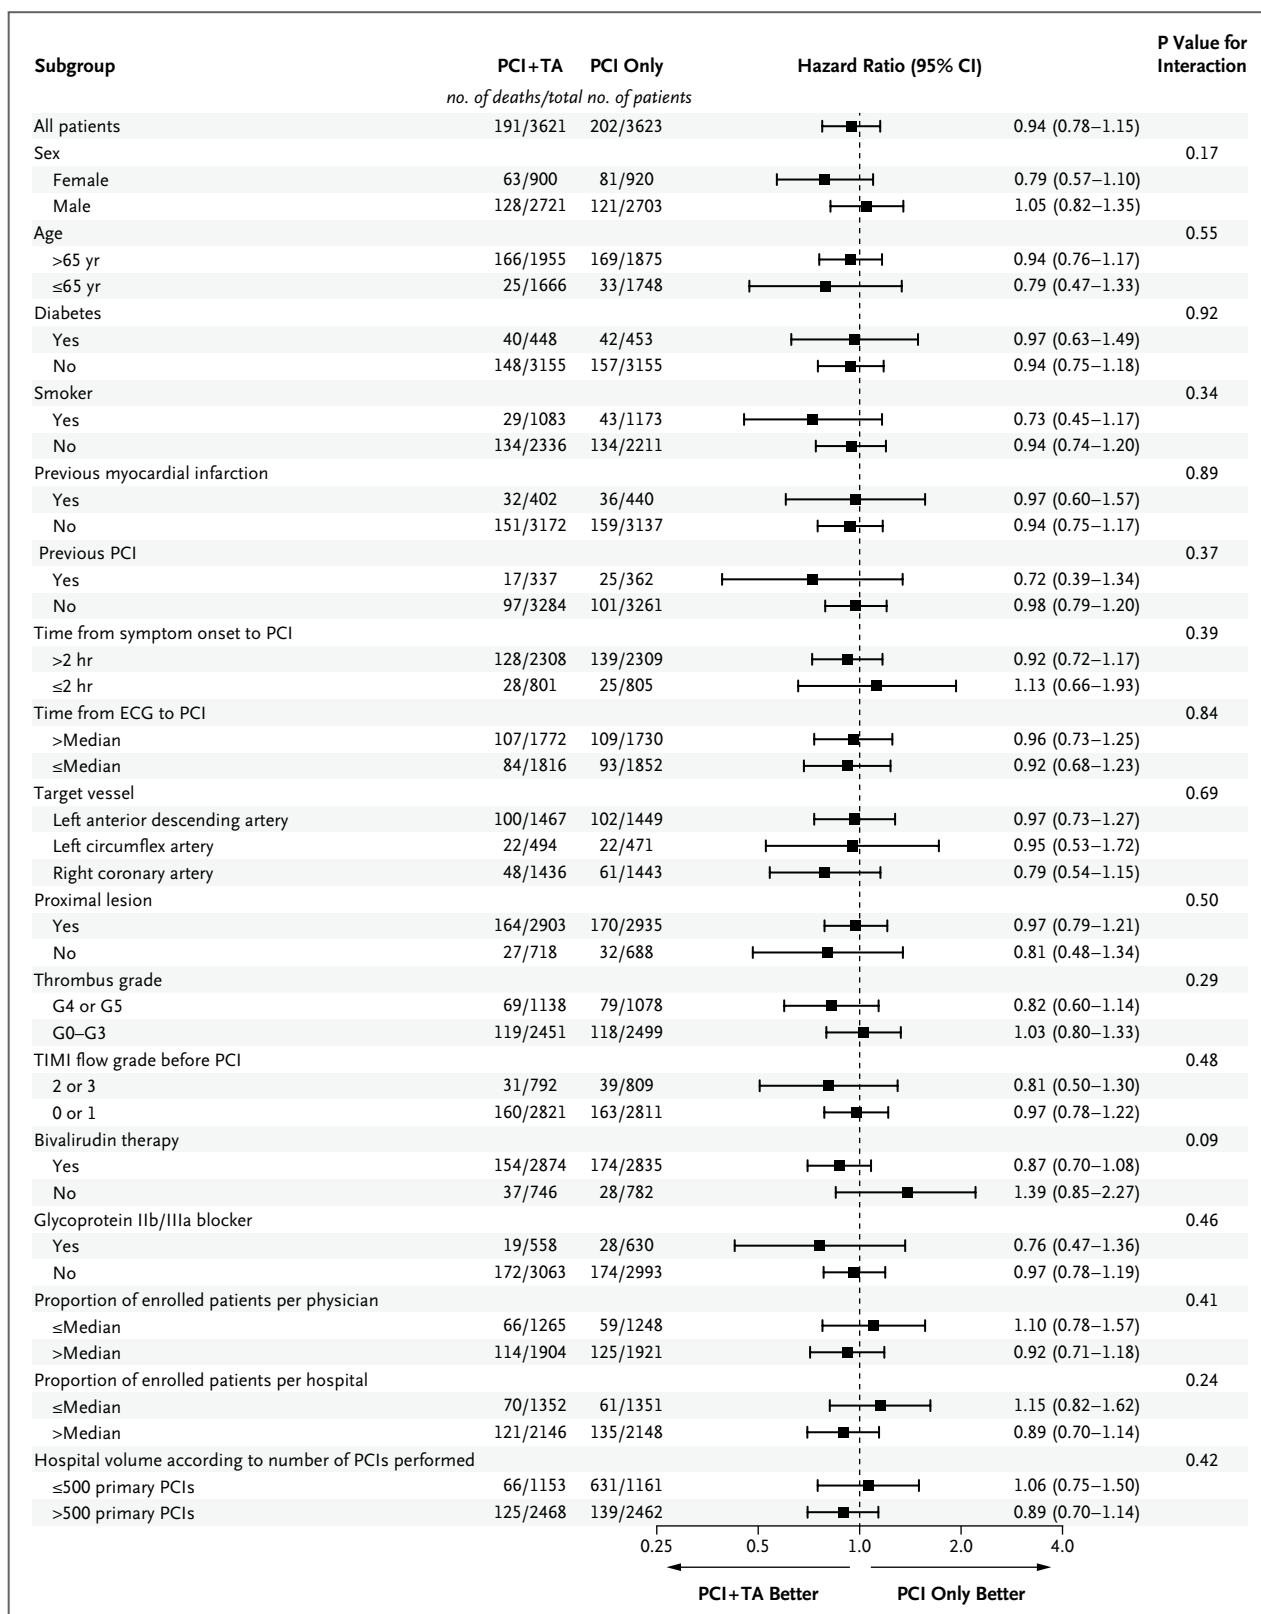 Subgroup PCI+TA PCI Only Hazard Ratio (95% CI) P Value for Interaction
no. of deaths/total no. of patients
All patients 191/3621 202/3623 0.94 (0.78–1.15)
Sex 0.17
Female 63/900 81/920 0.79 (0.57–1.10)
Male 128/2721 121/2703 1.05 (0.82–1.35)
Age 0.55
>65 yr 166/1955 169/1875 0.94 (0.76–1.17)
≤65 yr 25/1666 33/1748 0.79 (0.47–1.33)
Diabetes 0.92
Yes 40/448 42/453 0.97 (0.63–1.49)
No 148/3155 157/3155 0.94 (0.75–1.18)
Smoker 0.34
Yes 29/1083 43/1173 0.73 (0.45–1.17)
No 134/2336 134/2211 0.94 (0.74–1.20)
Previous myocardial infarction 0.89
Yes 32/402 36/440 0.97 (0.60–1.57)
No 151/3172 159/3137 0.94 (0.75–1.17)
Previous PCI 0.37
Yes 17/337 25/362 0.72 (0.39–1.34)
No 97/3284 101/3261 0.98 (0.79–1.20)
Time from symptom onset to PCI 0.39
>2 hr 128/2308 139/2309 0.92 (0.72–1.17)
≤2 hr 28/801 25/805 1.13 (0.66–1.93)
Time from ECG to PCI 0.84
>Median 107/1772 109/1730 0.96 (0.73–1.25)
≤Median 84/1816 93/1852 0.92 (0.68–1.23)
Target vessel 0.69
Left anterior descending artery 100/1467 102/1449 0.97 (0.73–1.27)
Left circumflex artery 22/494 22/471 0.95 (0.53–1.72)
Right coronary artery 48/1436 61/1443 0.79 (0.54–1.15)
Proximal lesion 0.50
Yes 164/2903 170/2935 0.97 (0.79–1.21)
No 27/718 32/688 0.81 (0.48–1.34)
Thrombus grade 0.29
G4 or G5 69/1138 79/1078 0.82 (0.60–1.14)
G0–G3 119/2451 118/2499 1.03 (0.80–1.33)
TIMI flow grade before PCI 0.48
2 or 3 31/792 39/809 0.81 (0.50–1.30)
0 or 1 160/2821 163/2811 0.97 (0.78–1.22)
Bivalirudin therapy 0.09
Yes 154/2874 174/2835 0.87 (0.70–1.08)
No 37/746 28/782 1.39 (0.85–2.27)
Glycoprotein IIb/IIIa blocker 0.46
Yes 19/558 28/630 0.76 (0.47–1.36)
No 172/3063 174/2993 0.97 (0.78–1.19)
Proportion of enrolled patients per physician 0.41
≤Median 66/1265 59/1248 1.10 (0.78–1.57)
>Median 114/1904 125/1921 0.92 (0.71–1.18)
Proportion of enrolled patients per hospital 0.24
≤Median 70/1352 61/1351 1.15 (0.82–1.62)
>Median 121/2146 135/2148 0.89 (0.70–1.14)
Hospital volume according to number of PCIs performed 0.42
≤500 primary PCIs 66/1153 631/1161 1.06 (0.75–1.50)
>500 primary PCIs 125/2468 139/2462 0.89 (0.70–1.14)
0.25 0.5 1.0 2.0 4.0
PCI+TA Better PCI Only Better